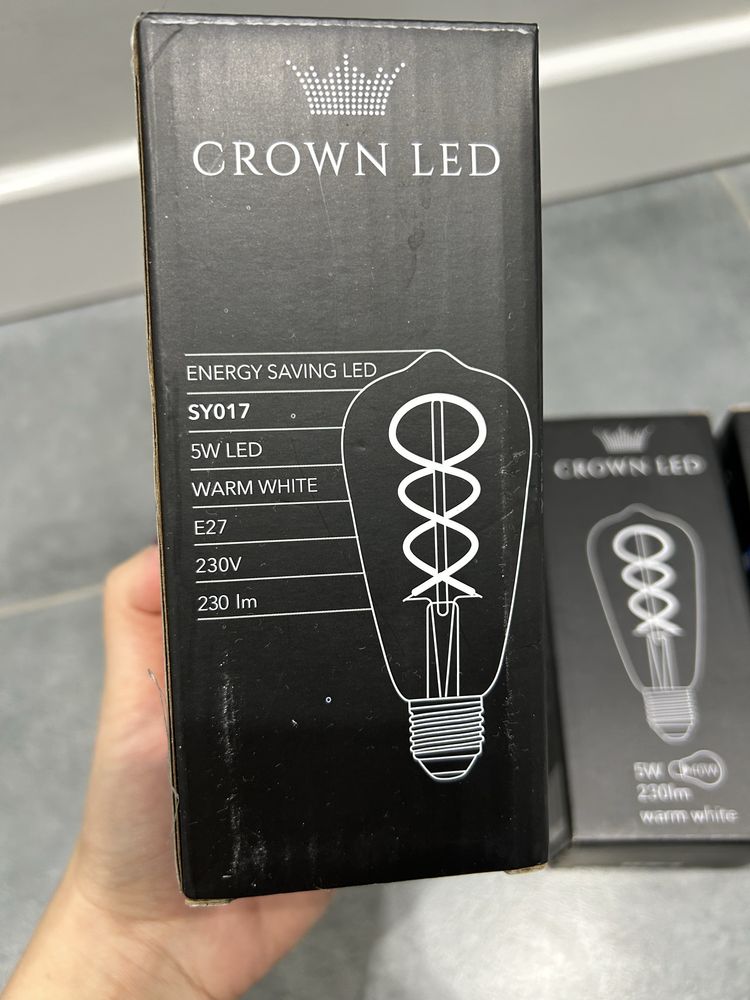 CROWN LED
ENERGY SAVING LED
SY017
5W LED
WARM WHITE
E27
230V
230 lm
CROWN LED
5W
230lm
warm white